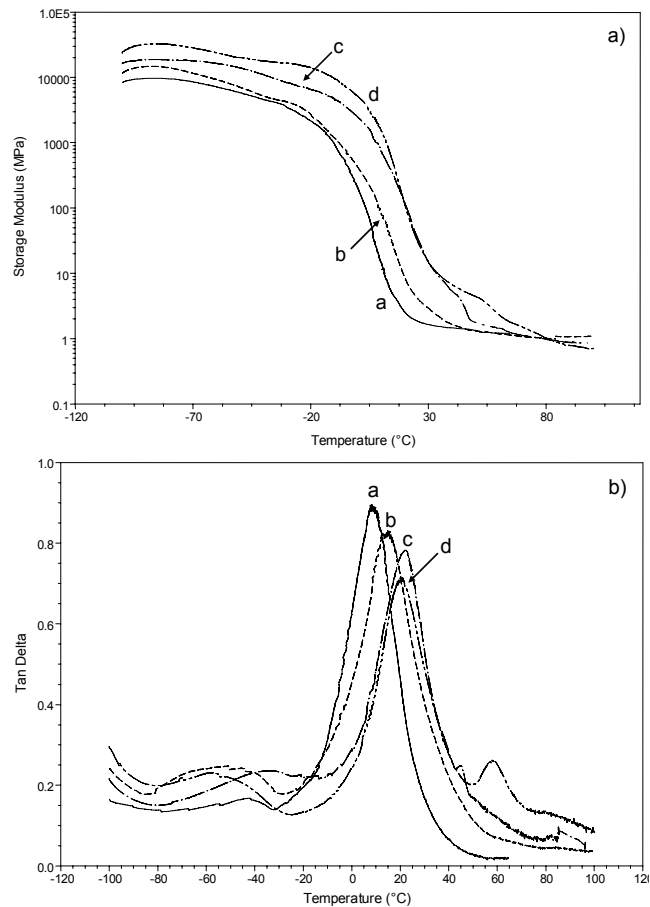 1.0E5
a)
c
10000
d
1000
Storage Modulus (MPa)
100
b
10
a
1
0.1
-120 -70 -20 30 80
Temperature (°C)
1.0
b)
a
b
0.8
c
d
0.6
Tan Delta
0.4
0.2
0.0
-120 -100 -80 -60 -40 -20 0 20 40 60 80 100 120
Temperature (°C)